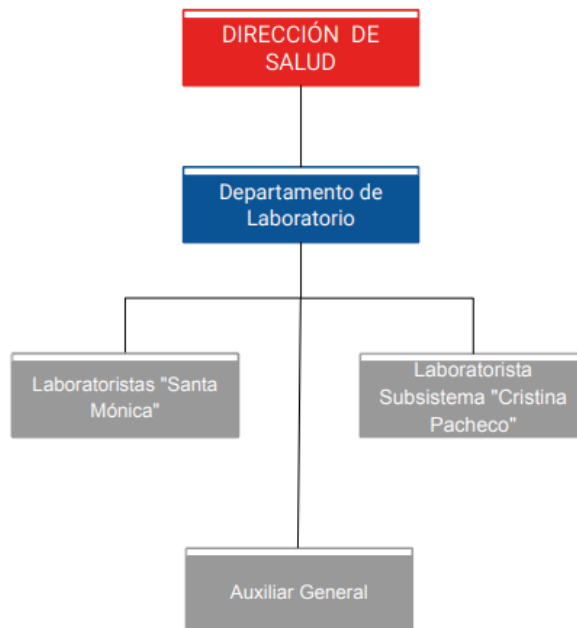 DIRECCIÓN DE
SALUD
Departamento de
Laboratorio
Laboratoristas "Santa
Mónica"
Laboratorista
Subsistema "Cristina
Pacheco"
Auxiliar General